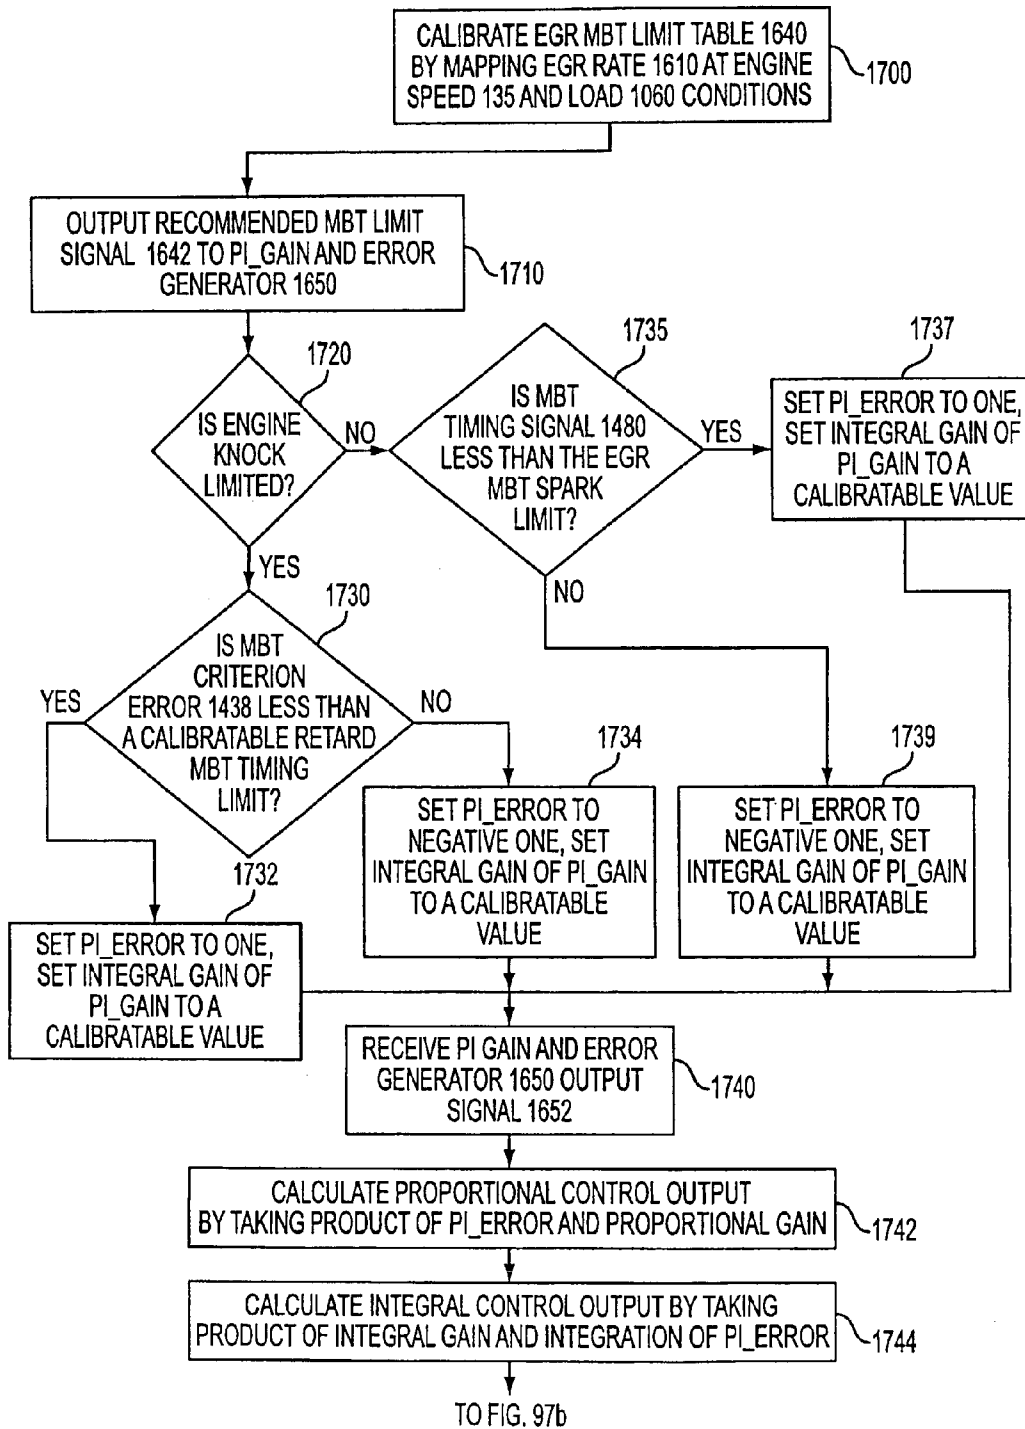 CALIBRATE EGR MBT LIMIT TABLE 1640
BY MAPPING EGR RATE 1610 AT ENGINE
SPEED 135 AND LOAD 1060 CONDITIONS
1700
OUTPUT RECOMMENDED MBT LIMIT
SIGNAL 1642 TO PI_GAIN AND ERROR
GENERATOR 1650
1710
1720
IS ENGINE
KNOCK
LIMITED?
NO
YES
1735
IS MBT
TIMING SIGNAL 1480
LESS THAN THE EGR
MBT SPARK
LIMIT?
YES
NO
1737
SET PI_ERROR TO ONE,
SET INTEGRAL GAIN OF
PI_GAIN TO A
CALIBRATABLE VALUE
1730
IS MBT
CRITERION
ERROR 1438 LESS THAN
A CALIBRATABLE RETARD
MBT TIMING
LIMIT?
YES
NO
1732
SET PI_ERROR TO ONE,
SET INTEGRAL GAIN OF
PI_GAIN TO A
CALIBRATABLE VALUE
1734
SET PI_ERROR TO
NEGATIVE ONE, SET
INTEGRAL GAIN OF PI_GAIN
TO A CALIBRATABLE
VALUE
1739
SET PI_ERROR TO
NEGATIVE ONE, SET
INTEGRAL GAIN OF PI_GAIN
TO A CALIBRATABLE
VALUE
RECEIVE PI GAIN AND ERROR
GENERATOR 1650 OUTPUT
SIGNAL 1652
1740
CALCULATE PROPORTIONAL CONTROL OUTPUT
BY TAKING PRODUCT OF PI_ERROR AND PROPORTIONAL GAIN
1742
CALCULATE INTEGRAL CONTROL OUTPUT BY TAKING
PRODUCT OF INTEGRAL GAIN AND INTEGRATION OF PI_ERROR
1744
TO FIG. 97b